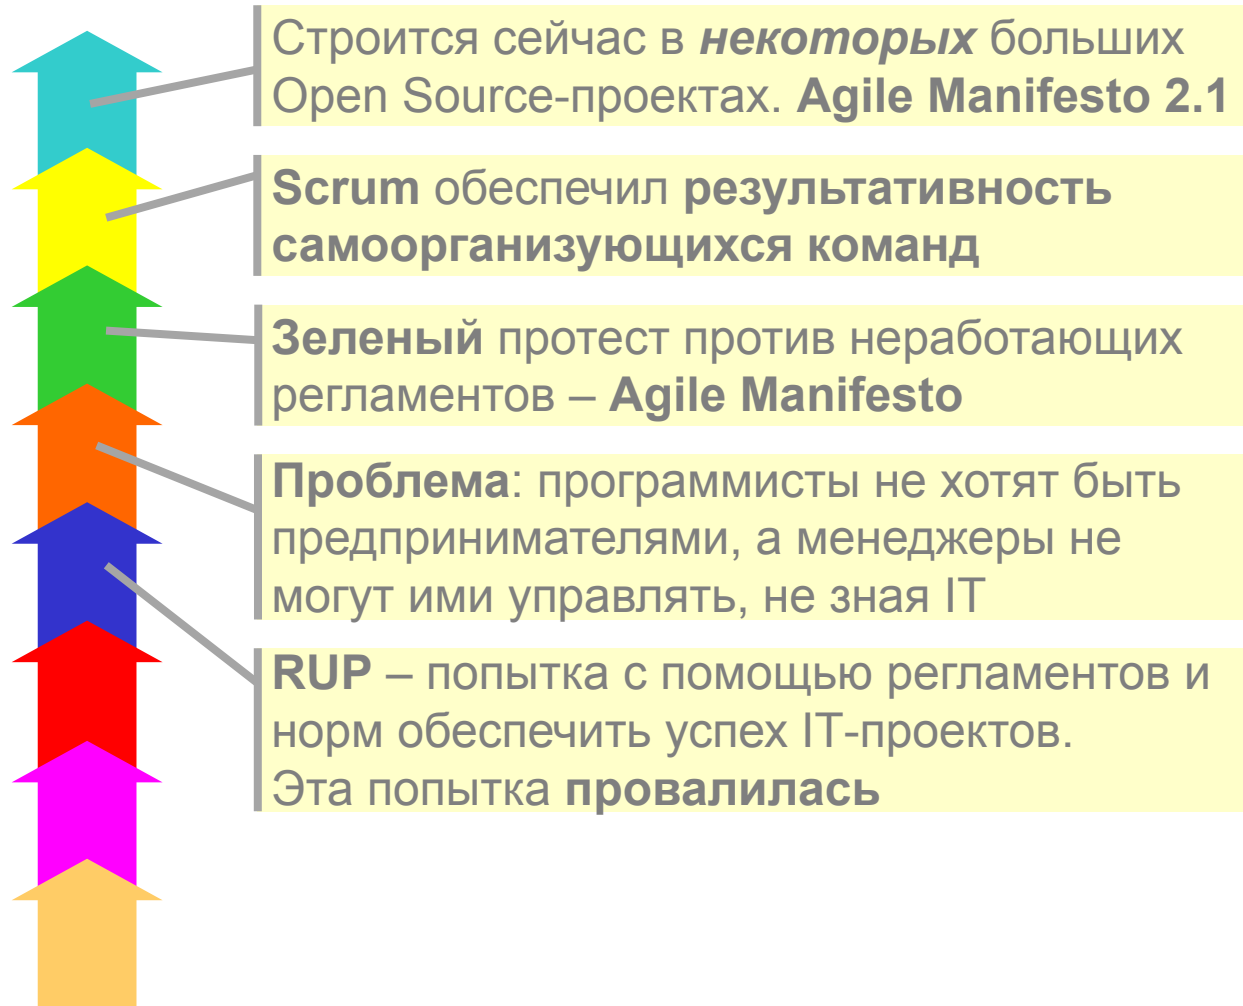 Строится сейчас в некоторых больших
Open Source-проектах. Agile Manifesto 2.1
Scrum обеспечил результативность
самоорганизующихся команд
Зеленый протест против неработающих
регламентов – Agile Manifesto
Проблема: программисты не хотят быть
предпринимателями, а менеджеры не
могут ими управлять, не зная IT
RUP – попытка с помощью регламентов и
норм обеспечить успех IT-проектов.
Эта попытка провалилась